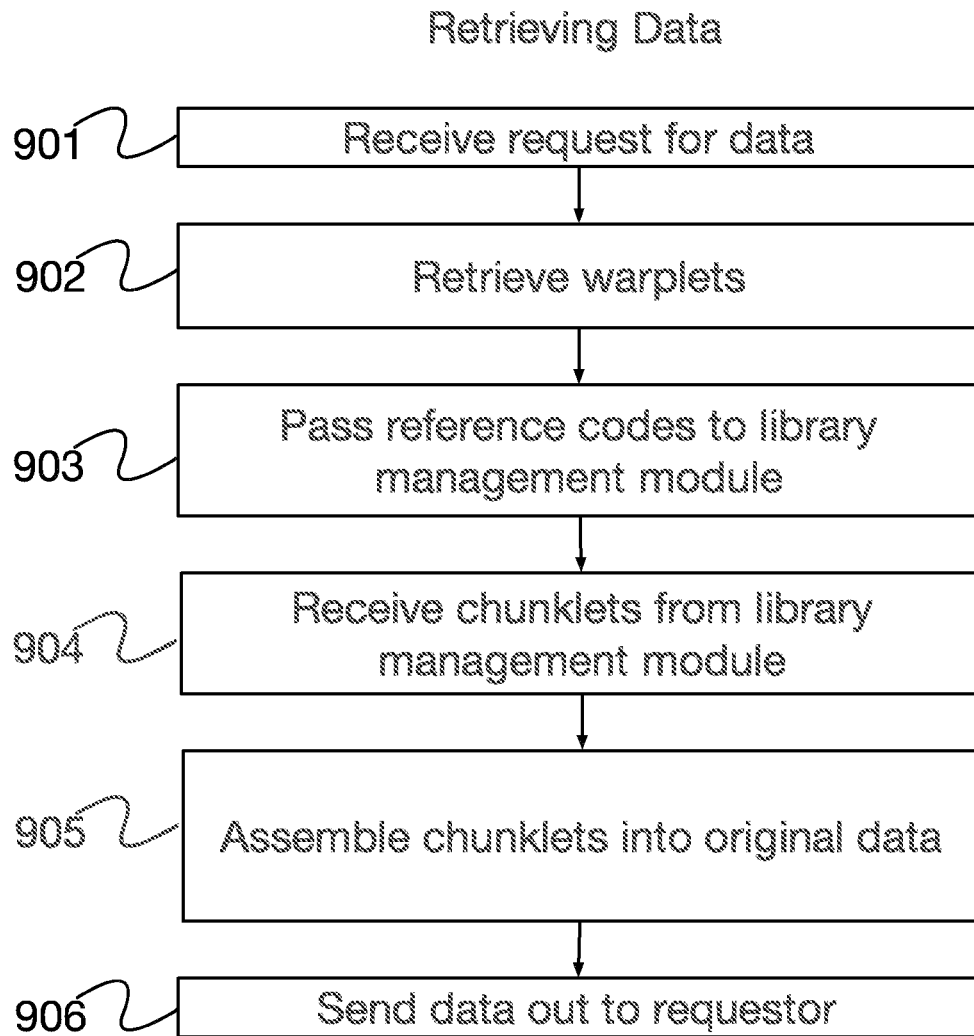 Retrieving Data
901
Receive request for data
902
Retrieve warplets
903
Pass reference codes to library
management module
904
Receive chunklets from library
management module
905
Assemble chunklets into original data
906
Send data out to requestor